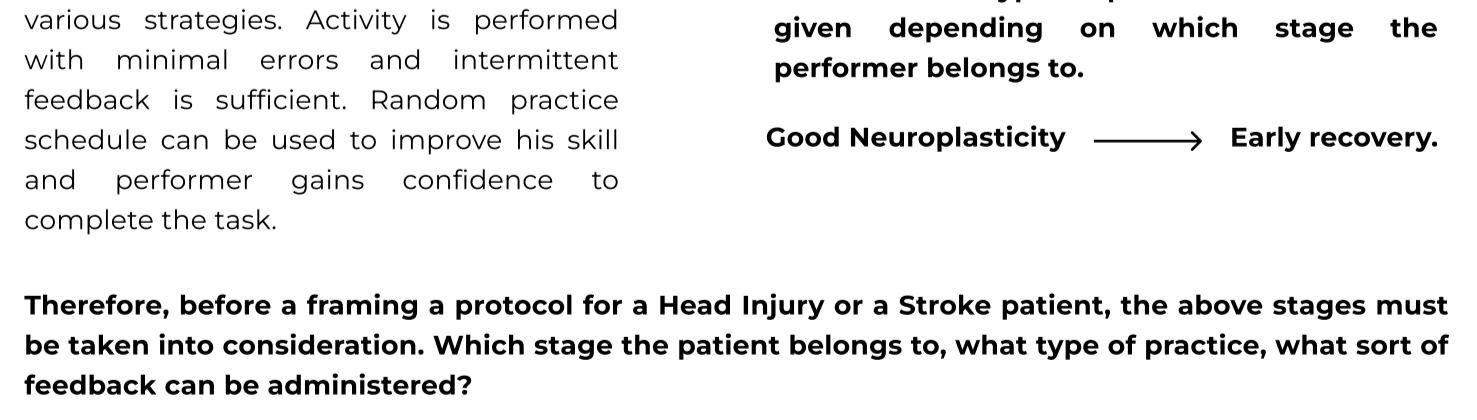 various strategies. Activity is performed
with minimal errors and intermittent
feedback is sufficient. Random practice
schedule can be used to improve his skill
and performer gains confidence to
complete the task.
given depending on which stage the
performer belongs to.
Good Neuroplasticity ⟶ Early recovery.
Therefore, before a framing a protocol for a Head Injury or a Stroke patient, the above stages must
be taken into consideration. Which stage the patient belongs to, what type of practice, what sort of
feedback can be administered?